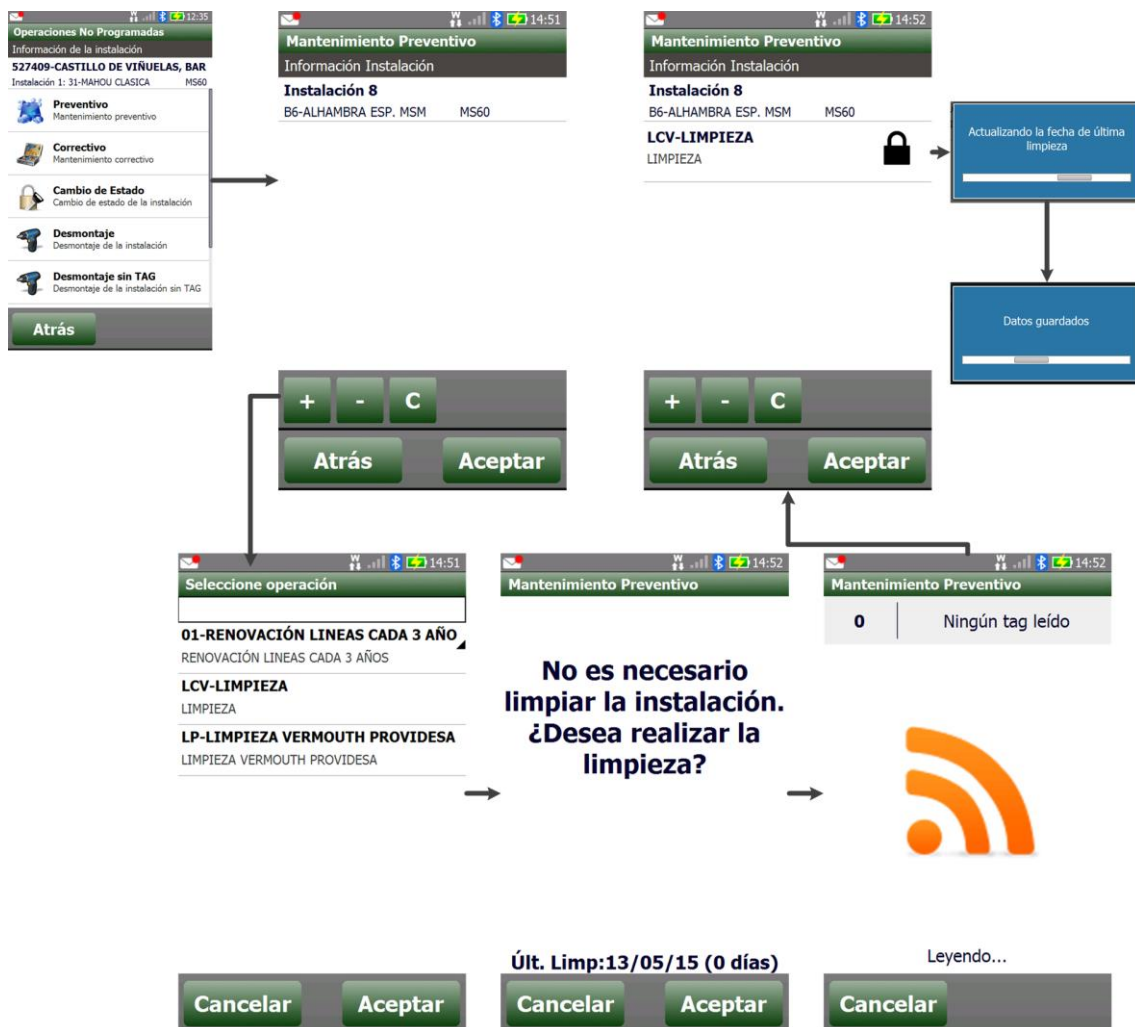 12:35
Operaciones No Programadas
Información de la instalación
527409-CASTILLO DE VIÑUELAS, BAR
Instalación 1: 31-MAHOU CLASICA MS60
Preventivo
Mantenimiento preventivo
Correctivo
Mantenimiento correctivo
Cambio de Estado
Cambio de estado de la instalación
Desmontaje
Desmontaje de la instalación
Desmontaje sin TAG
Desmontaje de la instalación sin TAG
Atrás
W 14:51
Mantenimiento Preventivo
Información Instalación
Instalación 8
B6-ALHAMBRA ESP. MSM MS60
+ - C
Atrás Aceptar
W 14:52
Mantenimiento Preventivo
Información Instalación
Instalación 8
B6-ALHAMBRA ESP. MSM MS60
LCV-LIMPIEZA
LIMPIEZA
+ - C
Atrás Aceptar
Actualizando la fecha de última
limpieza
Datos guardados
W 14:51
Seleccione operación
01-RENOVACIÓN LINEAS CADA 3 AÑO
RENOVACIÓN LINEAS CADA 3 AÑOS
LCV-LIMPIEZA
LIMPIEZA
LP-LIMPIEZA VERMOUTH PROVIDESA
LIMPIEZA VERMOUTH PROVIDESA
Cancelar Aceptar
W 14:52
Mantenimiento Preventivo
No es necesario
limpiar la instalación.
¿Desea realizar la
limpieza?
Últ. Limp:13/05/15 (0 días)
Cancelar Aceptar
W 14:52
Mantenimiento Preventivo
0 Ningún tag leído
Leyendo...
Cancelar